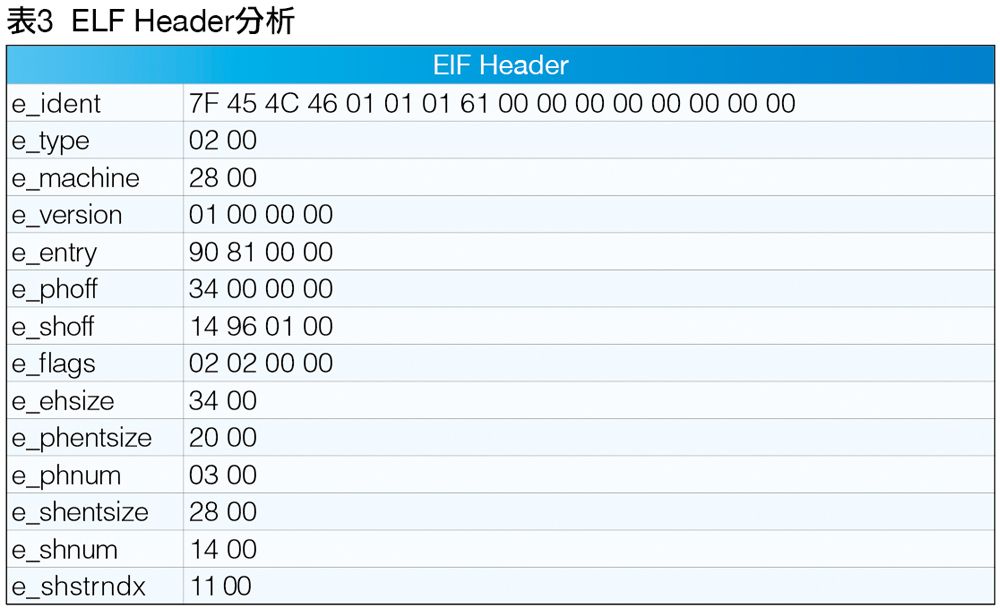 表3 ELF Header分析
EIF Header
e_ident 7F 45 4C 46 01 01 01 61 00 00 00 00 00 00 00 00
e_type 02 00
e_machine 28 00
e_version 01 00 00 00
e_entry 90 81 00 00
e_phoff 34 00 00 00
e_shoff 14 96 01 00
e_flags 02 02 00 00
e_ehsize 34 00
e_phentsize 20 00
e_phnum 03 00
e_shentsize 28 00
e_shnum 14 00
e_shstrndx 11 00